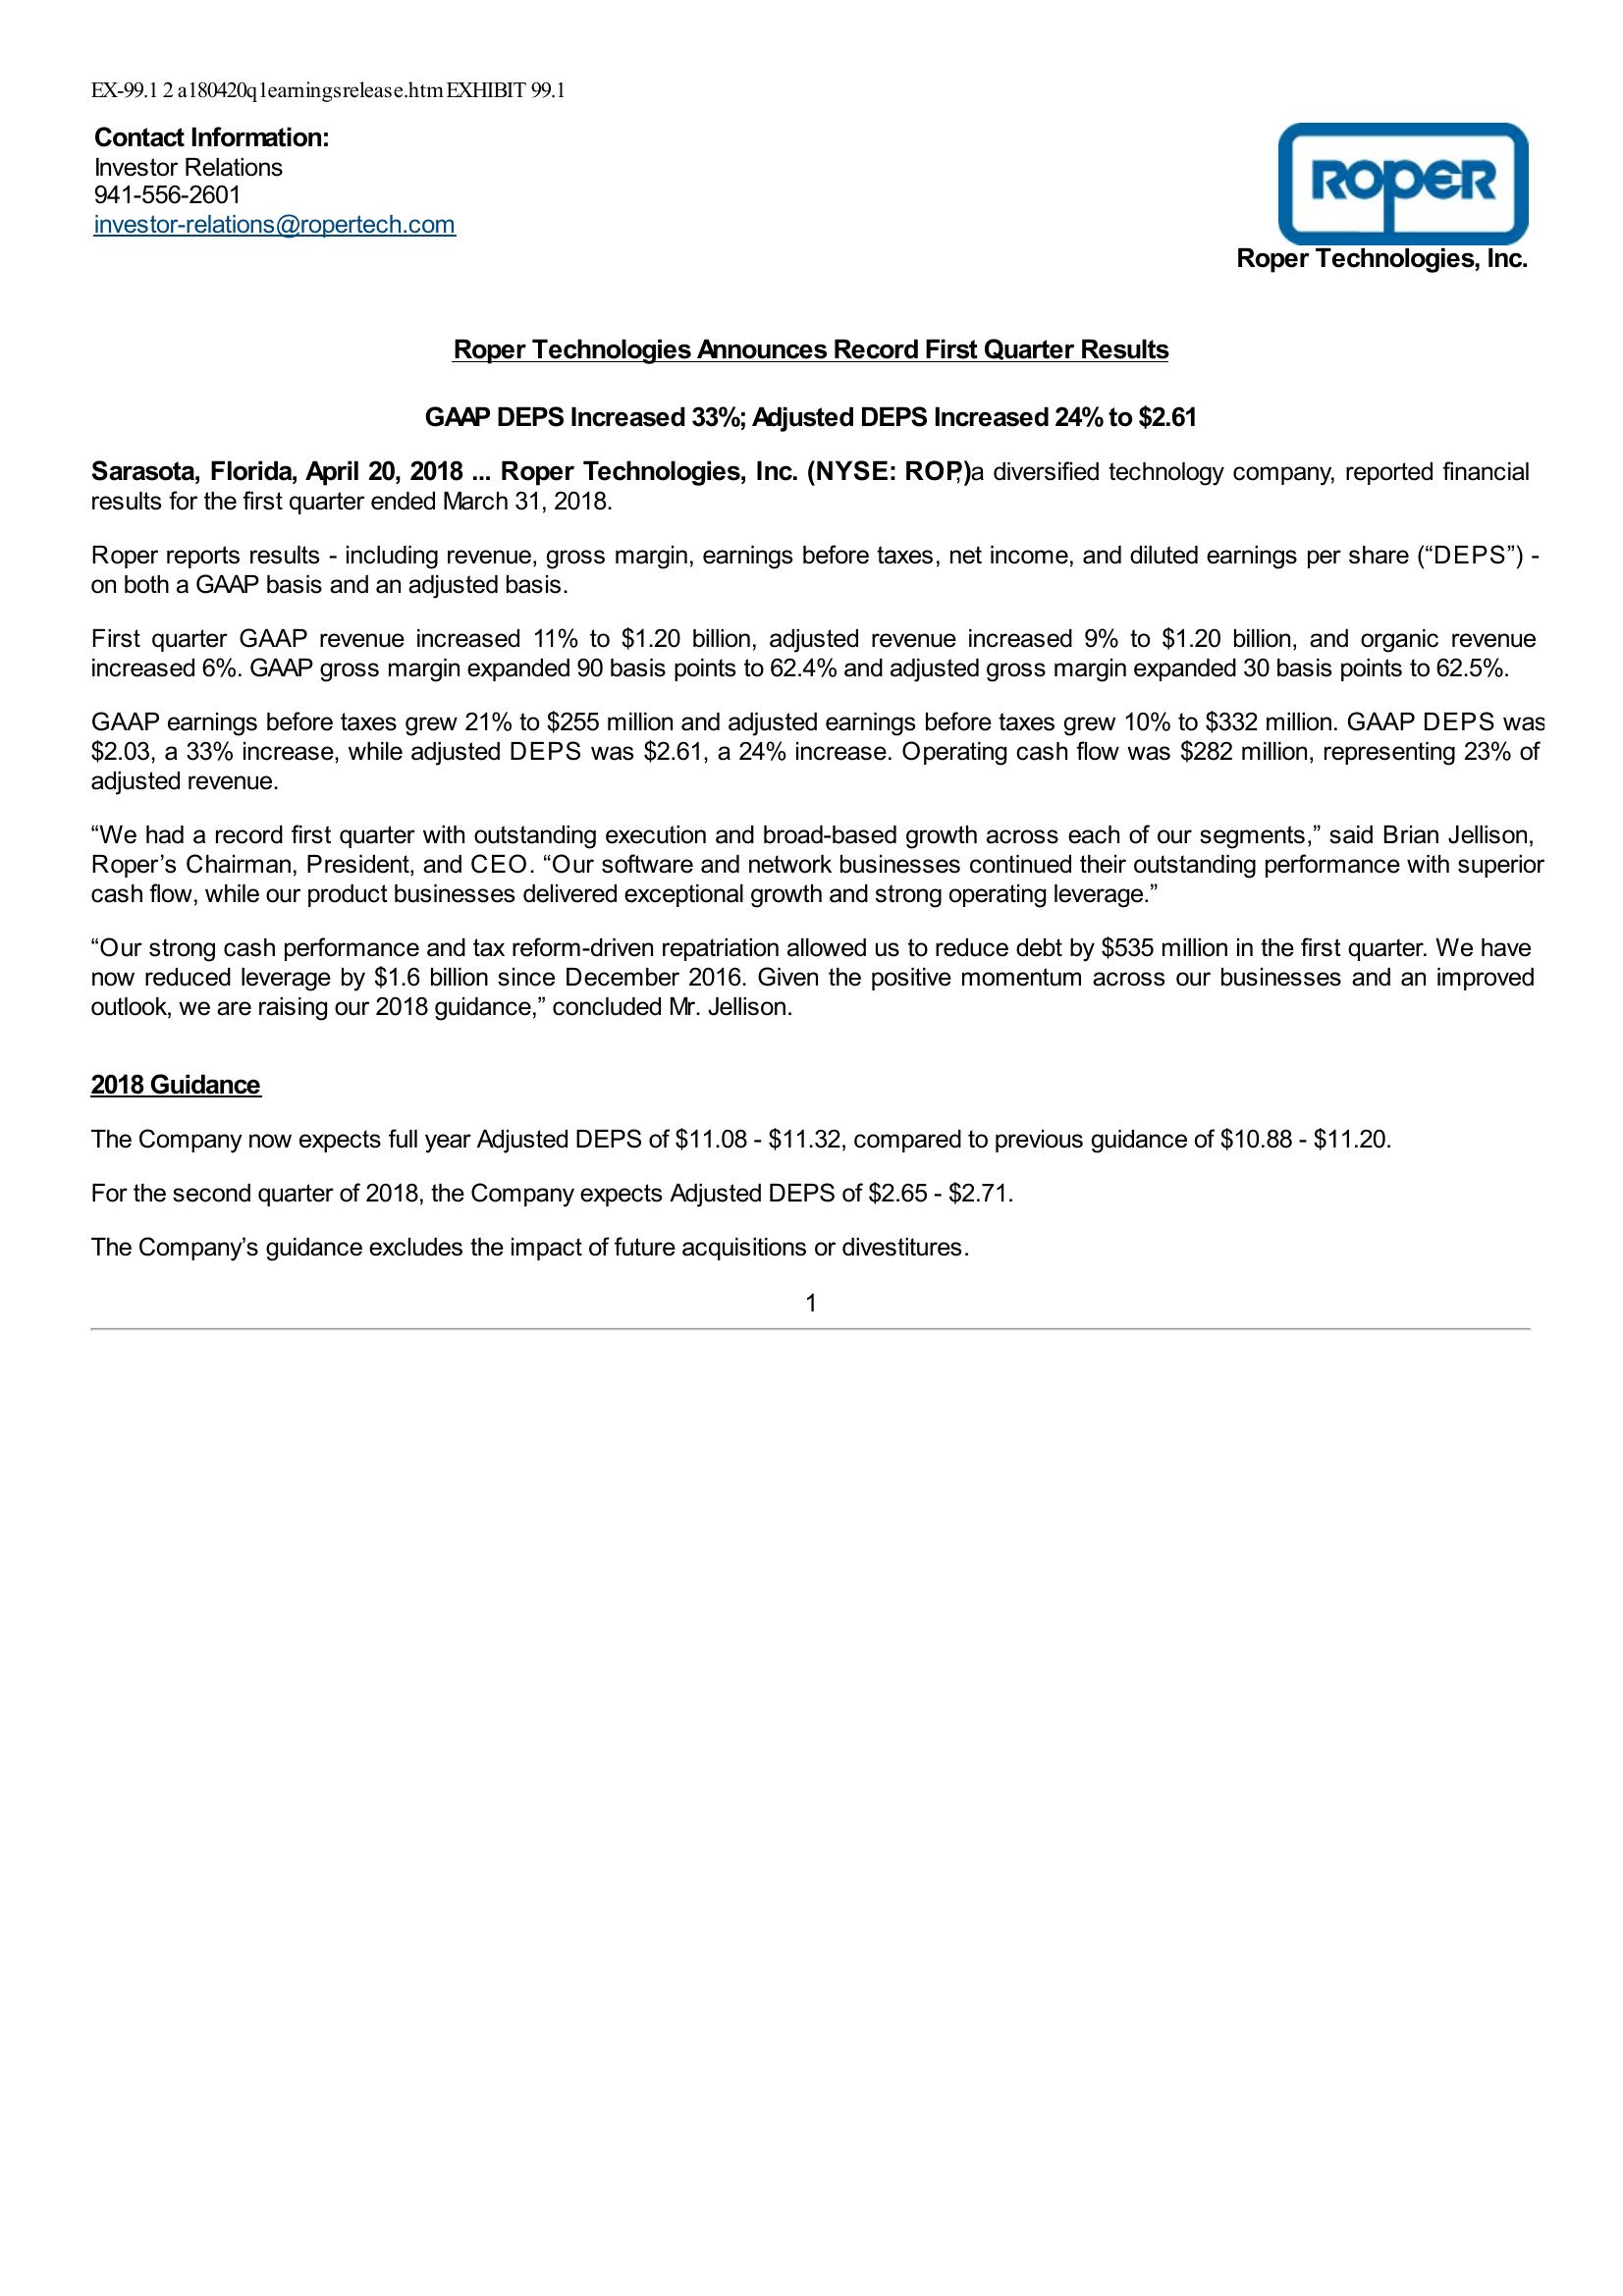 EX-99.1 2 a180420q1earningsrelease.htm EXHIBIT 99.1
Contact Information:
Investor Relations
941-556-2601
investor-relations@ropertech.com
ROPER
Roper Technologies, Inc.
Roper Technologies Announces Record First Quarter Results
GAAP DEPS Increased 33%; Adjusted DEPS Increased 24% to $2.61
Sarasota, Florida, April 20, 2018 ... Roper Technologies, Inc. (NYSE: ROP), a diversified technology company, reported financial
results for the first quarter ended March 31, 2018.
Roper reports results - including revenue, gross margin, earnings before taxes, net income, and diluted earnings per share (“DEPS”) -
on both a GAAP basis and an adjusted basis.
First quarter GAAP revenue increased 11% to $1.20 billion, adjusted revenue increased 9% to $1.20 billion, and organic revenue
increased 6%. GAAP gross margin expanded 90 basis points to 62.4% and adjusted gross margin expanded 30 basis points to 62.5%.
GAAP earnings before taxes grew 21% to $255 million and adjusted earnings before taxes grew 10% to $332 million. GAAP DEPS was
$2.03, a 33% increase, while adjusted DEPS was $2.61, a 24% increase. Operating cash flow was $282 million, representing 23% of
adjusted revenue.
“We had a record first quarter with outstanding execution and broad-based growth across each of our segments,” said Brian Jellison,
Roper’s Chairman, President, and CEO. “Our software and network businesses continued their outstanding performance with superior
cash flow, while our product businesses delivered exceptional growth and strong operating leverage.”
“Our strong cash performance and tax reform-driven repatriation allowed us to reduce debt by $535 million in the first quarter. We have
now reduced leverage by $1.6 billion since December 2016. Given the positive momentum across our businesses and an improved
outlook, we are raising our 2018 guidance,” concluded Mr. Jellison.
2018 Guidance
The Company now expects full year Adjusted DEPS of $11.08 - $11.32, compared to previous guidance of $10.88 - $11.20.
For the second quarter of 2018, the Company expects Adjusted DEPS of $2.65 - $2.71.
The Company’s guidance excludes the impact of future acquisitions or divestitures.
1